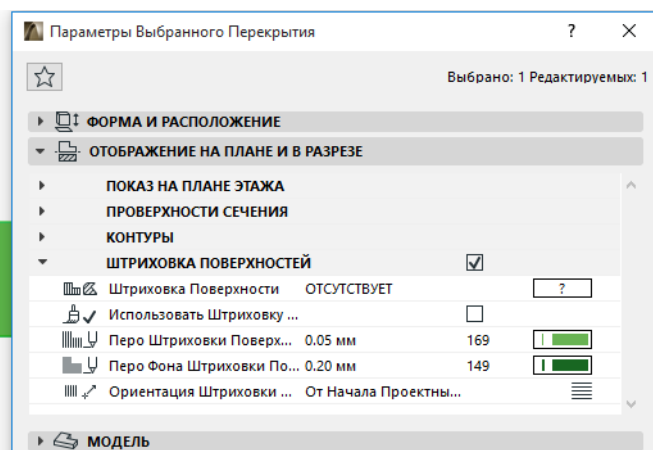 Параметры Выбранного Перекрытия ? ×
Выбрано: 1 Редактируемых: 1
ФОРМА И РАСПОЛОЖЕНИЕ
ОТОБРАЖЕНИЕ НА ПЛАНЕ И В РАЗРЕЗЕ
ПОКАЗ НА ПЛАНЕ ЭТАЖА
ПРОВЕРХНОСТИ СЕЧЕНИЯ
КОНТУРЫ
ШТРИХОВКА ПОВЕРХНОСТЕЙ
Штриховка Поверхности ОТСУТСТВУЕТ ?
Использовать Штриховку ...
Перо Штриховки Поверх... 0.05 мм 169
Перо Фона Штриховки По... 0.20 мм 149
Ориентация Штриховки ... От Начала Проектны...
МОДЕЛЬ